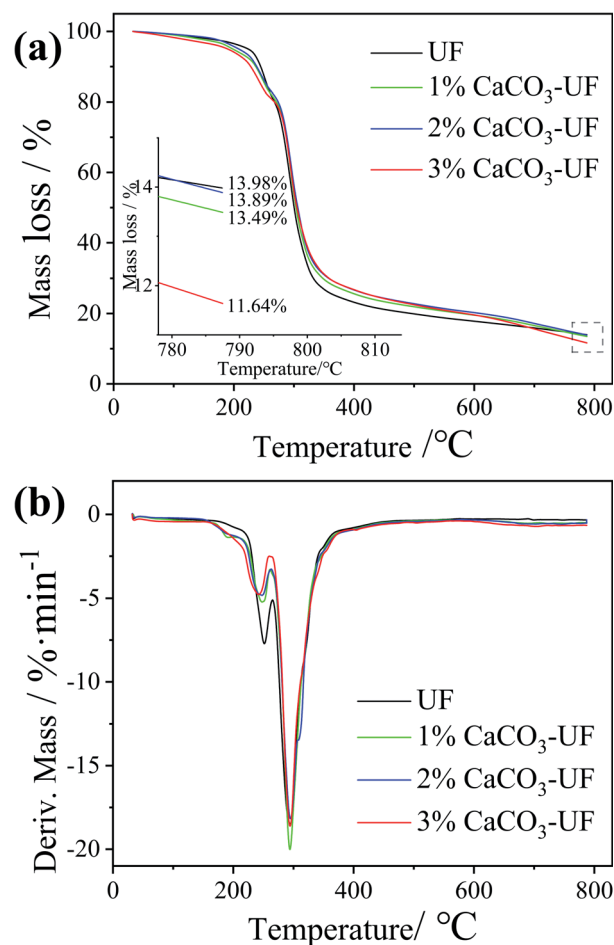 (a)
Mass loss / %
100
80
60
40
20
0
UF
1% CaCO₃-UF
2% CaCO₃-UF
3% CaCO₃-UF
Mass loss / %
14
12
13.98%
13.89%
13.49%
11.64%
780 790 800 810
Temperature/°C
0 200 400 600 800
Temperature /°C
(b)
Deriv. Mass / %·min⁻¹
0
-5
-10
-15
-20
UF
1% CaCO₃-UF
2% CaCO₃-UF
3% CaCO₃-UF
0 200 400 600 800
Temperature/ °C